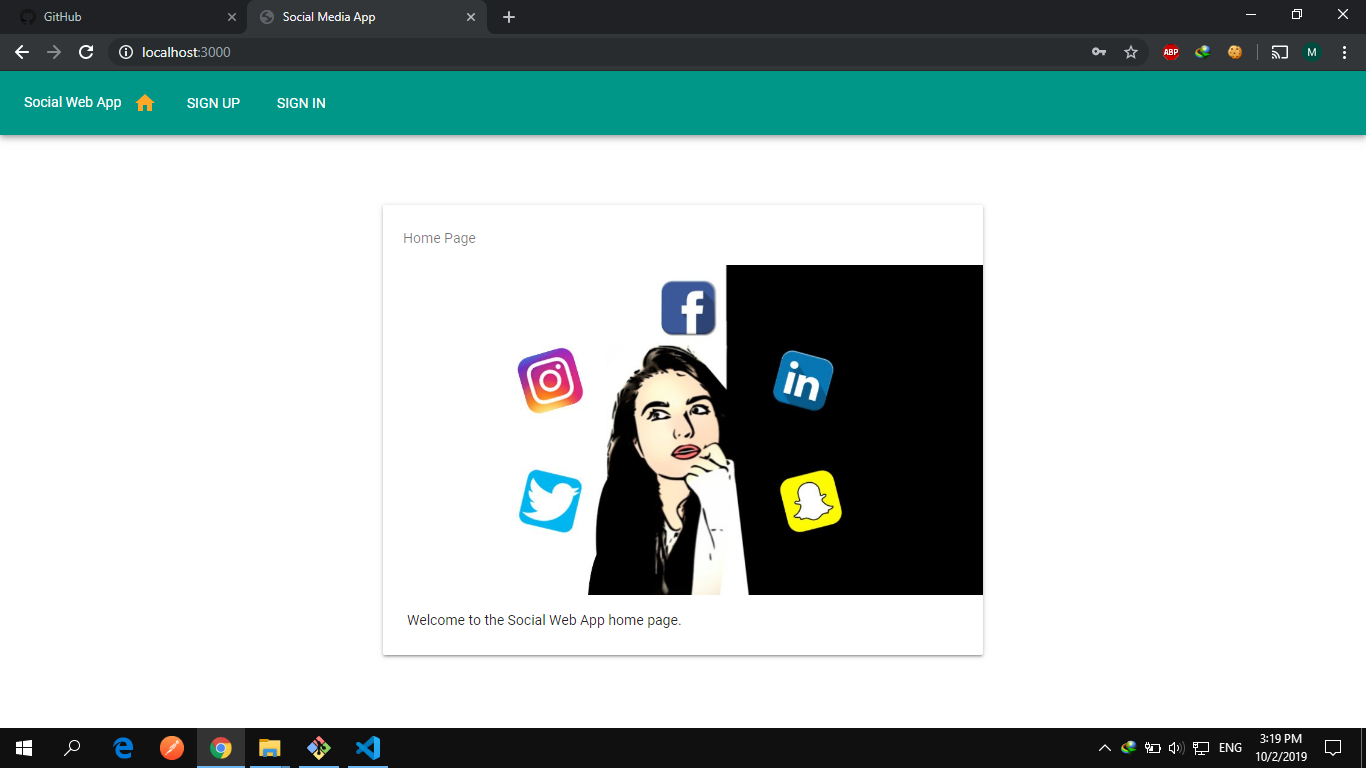 GitHub
Social Media App
localhost:3000
ABP
M
Social Web App
SIGN UP
SIGN IN
Home Page
f
in
Welcome to the Social Web App home page.
ENG
3:19 PM
10/2/2019